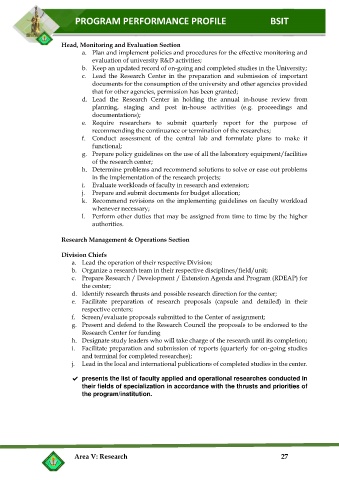 PROGRAM PERFORMANCE PROFILE BSIT
Head, Monitoring and Evaluation Section
a. Plan and implement policies and procedures for the effective monitoring and
evaluation of university R&D activities;
b. Keep an updated record of on-going and completed studies in the University;
c. Lead the Research Center in the preparation and submission of important
documents for the consumption of the university and other agencies provided
that for other agencies, permission has been granted;
d. Lead the Research Center in holding the annual in-house review from
planning, staging and post in-house activities (e.g. proceedings and
documentations);
e. Require researchers to submit quarterly report for the purpose of
recommending the continuance or termination of the researches;
f. Conduct assessment of the central lab and formulate plans to make it
functional;
g. Prepare policy guidelines on the use of all the laboratory equipment/facilities
of the research center;
h. Determine problems and recommend solutions to solve or ease out problems
in the implementation of the research projects;
i. Evaluate workloads of faculty in research and extension;
j. Prepare and submit documents for budget allocation;
k. Recommend revisions on the implementing guidelines on faculty workload
whenever necessary,
l. Perform other duties that may be assigned from time to time by the higher
authorities.
Research Management & Operations Section
Division Chiefs
a. Lead the operation of their respective Division;
b. Organize a research team in their respective disciplines/field/unit;
c. Prepare Research / Development / Extension Agenda and Program (RDEAP) for
the center;
d. Identify research thrusts and possible research direction for the center;
e. Facilitate preparation of research proposals (capsule and detailed) in their
respective centers;
f. Screen/evaluate proposals submitted to the Center of assignment;
g. Present and defend to the Research Council the proposals to be endorsed to the
Research Center for funding
h. Designate study leaders who will take charge of the research until its completion;
i. Facilitate preparation and submission of reports (quarterly for on-going studies
and terminal for completed researches);
j. Lead in the local and international publications of completed studies in the center.
✔ presents the list of faculty applied and operational researches conducted in
their fields of specialization in accordance with the thrusts and priorities of
the program/institution.
Area V: Research 27